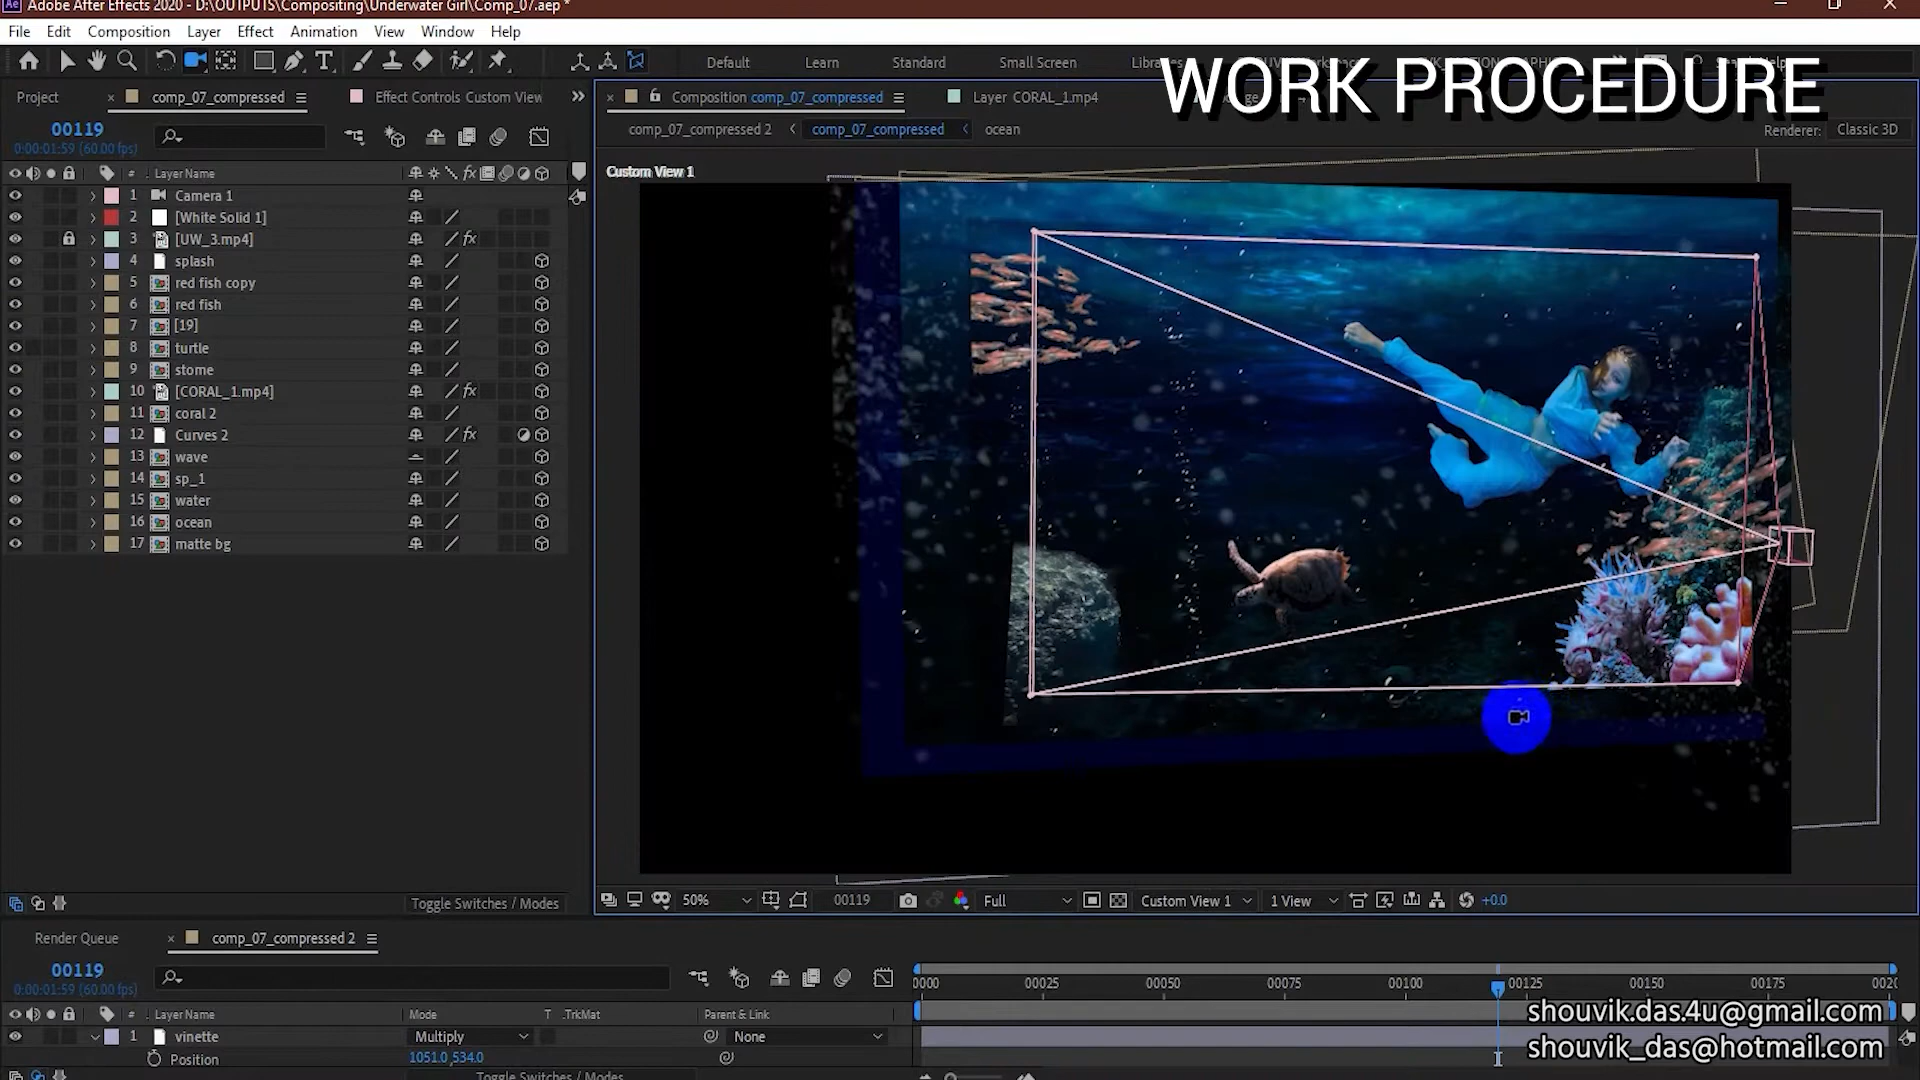 Adobe After Effects 2020 - D:\OUTPUTS\Compositing\Underwater Girl\Comp_07.aep *
File Edit Composition Layer Effect Animation View Window Help
Default Learn Standard Small Screen
WORK PROCEDURE
Project comp_07_compressed Effect Controls Custom View
Composition comp_07_compressed Layer CORAL_1.mp4
00119
0:00:01:59 (60.00 fps)
comp_07_compressed 2 comp_07_compressed ocean
Renderer: Classic 3D
# Layer Name fx
Custom View 1
1 Camera 1
2 [White Solid 1]
3 [UW_3.mp4] fx
4 splash
5 red fish copy
6 red fish
7 [19]
8 turtle
9 stome
10 [CORAL_1.mp4] fx
11 coral 2
12 Curves 2 fx
13 wave
14 sp_1
15 water
16 ocean
17 matte bg
Toggle Switches / Modes
50% 00119 Full Custom View 1 1 View +0.0
Render Queue comp_07_compressed 2
00119
0:00:01:59 (60.00 fps)
0000 00025 00050 00075 00100 00125 00150 00175 0020
# Layer Name Mode T .TrkMat Parent & Link
shouvik.das.4u@gmail.com
1 vinette Multiply None
shouvik_das@hotmail.com
Position 1051.0,534.0
Toggle Switches / Modes